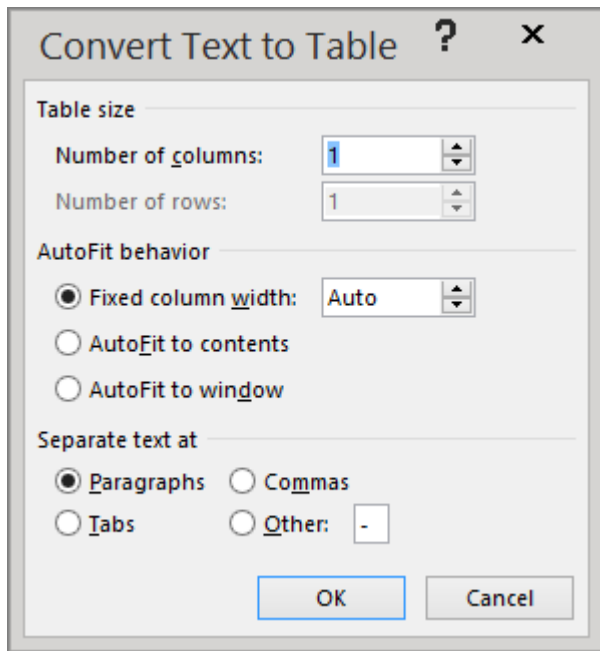 Convert Text to Table ? x
Table size
Number of columns: 1
Number of rows: 1
AutoFit behavior
Fixed column width: Auto
AutoFit to contents
AutoFit to window
Separate text at
Paragraphs Commas
Tabs Other: -
OK Cancel